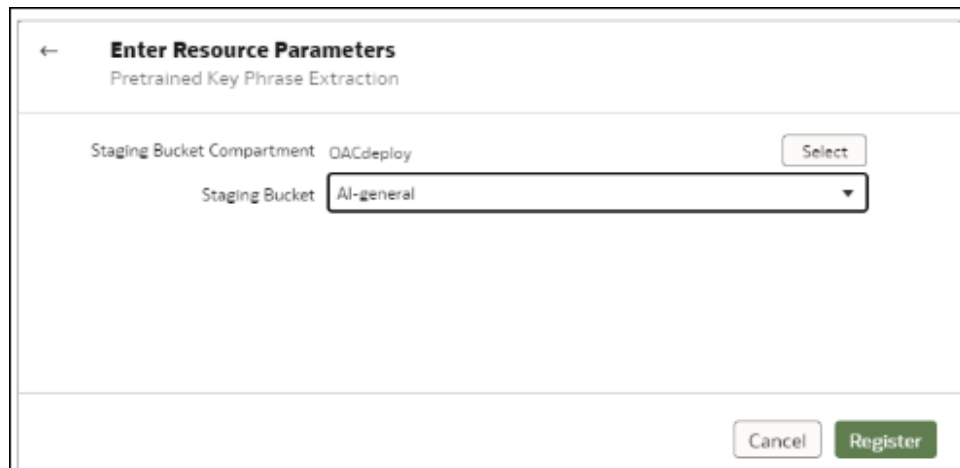 ← Enter Resource Parameters
Pretrained Key Phrase Extraction
Staging Bucket Compartment OACdeploy Select
Staging Bucket AI-general
Cancel Register